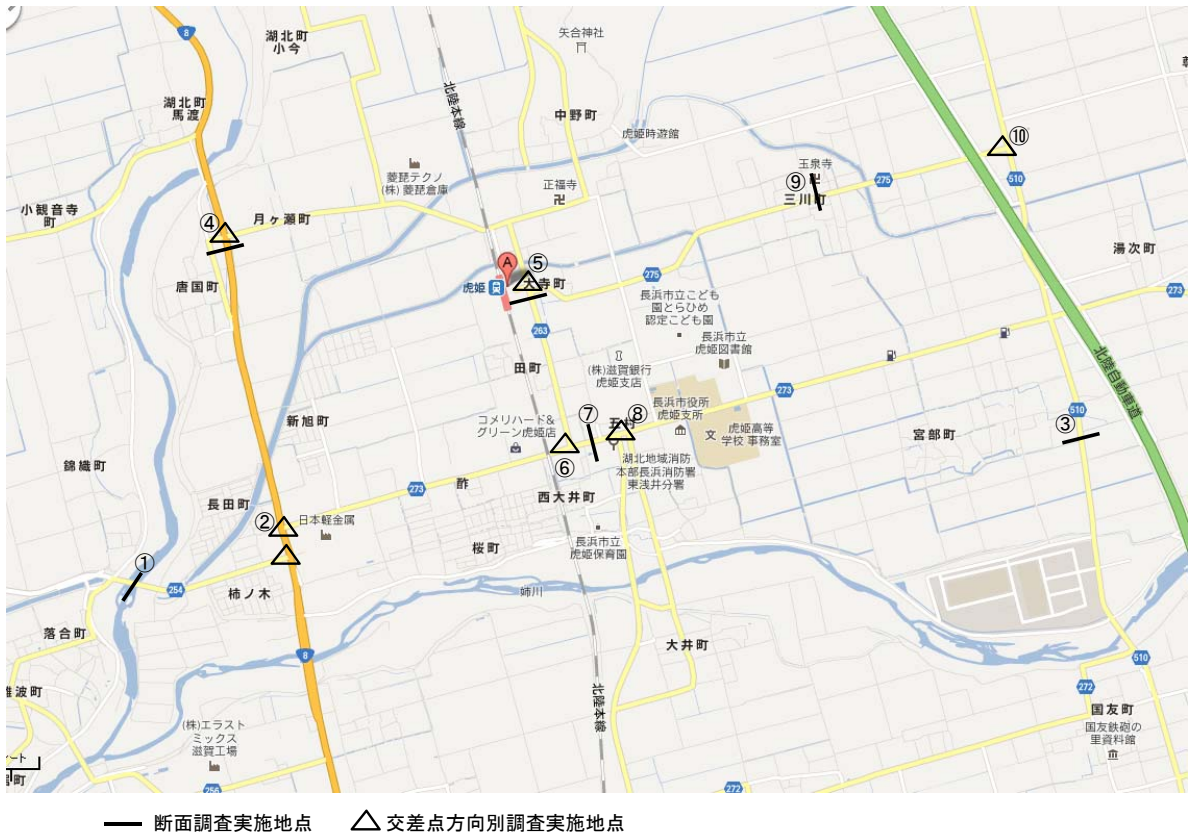 8
湖北町
小今
矢合神社
北陸本線
湖北町
馬渡
中野町
虎姫時遊館
⑩
菱琵テクノ
(株) 菱琵倉庫
玉泉寺
正福寺
⑨
275
510
三川町
小観音寺
町
④
月ヶ瀬町
湯次町
A
⑤
唐国町
虎姫
大寺町
275
273
長浜市立こども
園とらひめ
認定こども園
263
長浜市立
虎姫図書館
北陸自動車道
田町
(株)滋賀銀行
虎姫支店
273
コメリハード&
グリーン虎姫店
⑦
⑧
長浜市役所
虎姫支所
510
新旭町
五村
③
虎姫高等
学校 事務室
宮部町
⑥
湖北地域消防
本部長浜消防署
東浅井分署
錦織町
273
酢
西大井町
長田町
②
日本軽金属
桜町
長浜市立
虎姫保育園
①
254
柿ノ木
姉川
落合町
大井町
8
510
272
北陸本線
国友町
(株)エラスト
ミックス
滋賀工場
国友鉄砲の
里資料館
256
断面調査実施地点
交差点方向別調査実施地点